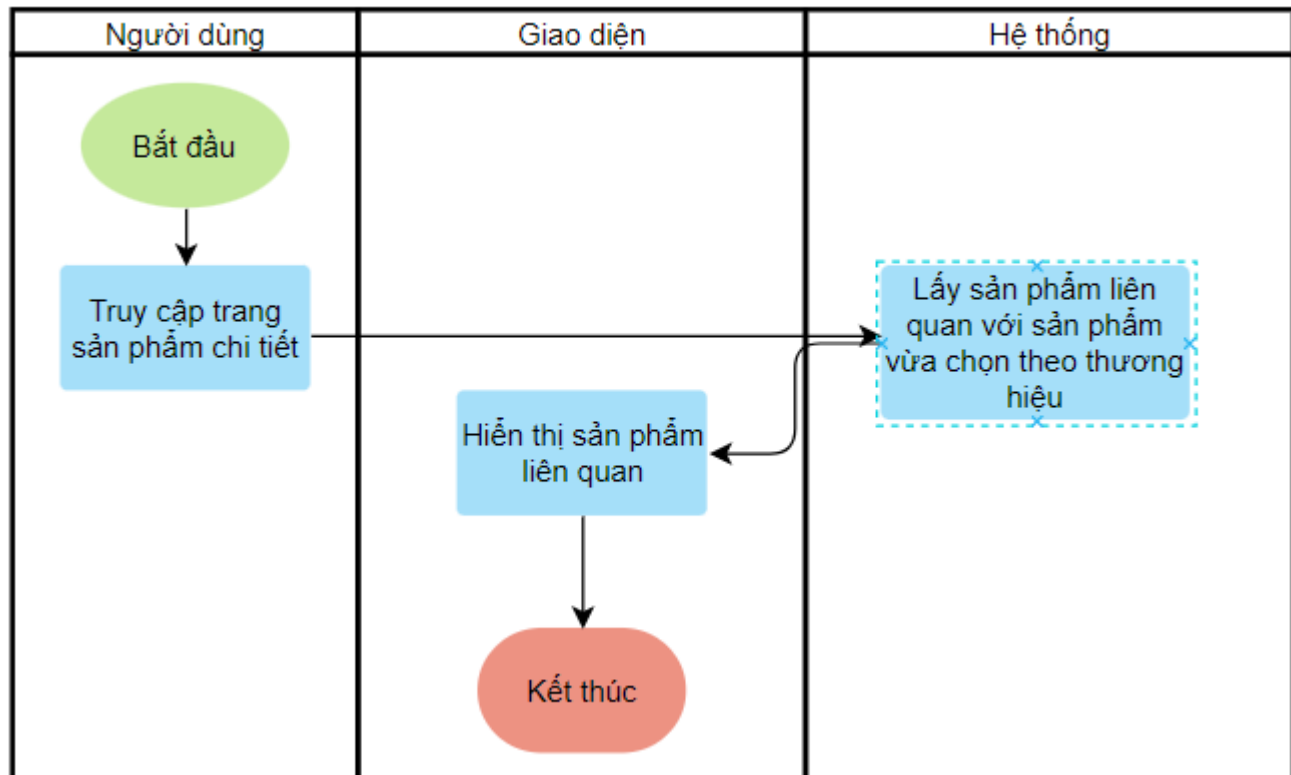 Người dùng
Giao diện
Hệ thống
Bắt đầu
Truy cập trang
sản phẩm chi tiết
Lấy sản phẩm liên
quan với sản phẩm
vừa chọn theo thương
hiệu
Hiển thị sản phẩm
liên quan
Kết thúc